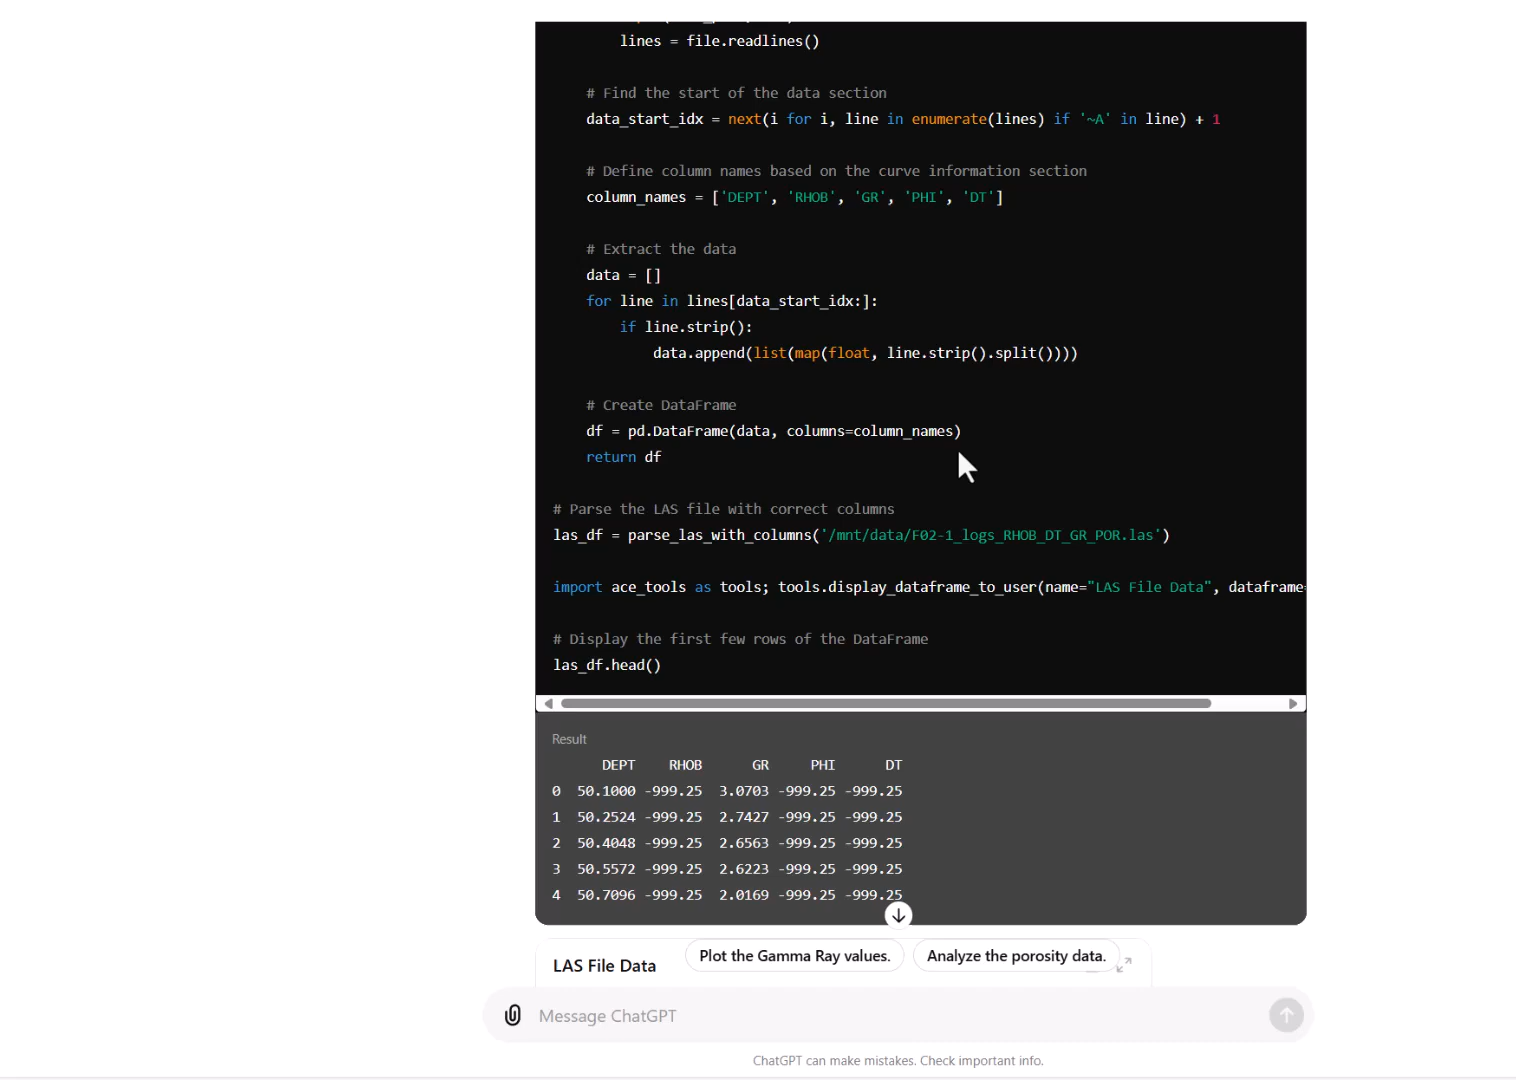 lines = file.readlines()
# Find the start of the data section
data_start_idx = next(i for i, line in enumerate(lines) if '~A' in line) + 1
# Define column names based on the curve information section
column_names = ['DEPT', 'RHOB', 'GR', 'PHI', 'DT']
# Extract the data
data = []
for line in lines[data_start_idx:]:
if line.strip():
data.append(list(map(float, line.strip().split())))
# Create DataFrame
df = pd.DataFrame(data, columns=column_names)
return df
# Parse the LAS file with correct columns
las_df = parse_las_with_columns('/mnt/data/F02-1_logs_RHOB_DT_GR_POR.las')
import ace_tools as tools; tools.display_dataframe_to_user(name="LAS File Data", dataframe=
# Display the first few rows of the DataFrame
las_df.head()
Result
DEPT RHOB GR PHI DT
0 50.1000 -999.25 3.0703 -999.25 -999.25
1 50.2524 -999.25 2.7427 -999.25 -999.25
2 50.4048 -999.25 2.6563 -999.25 -999.25
3 50.5572 -999.25 2.6223 -999.25 -999.25
4 50.7096 -999.25 2.0169 -999.25 -999.25
LAS File Data
Plot the Gamma Ray values.
Analyze the porosity data.
Message ChatGPT
ChatGPT can make mistakes. Check important info.